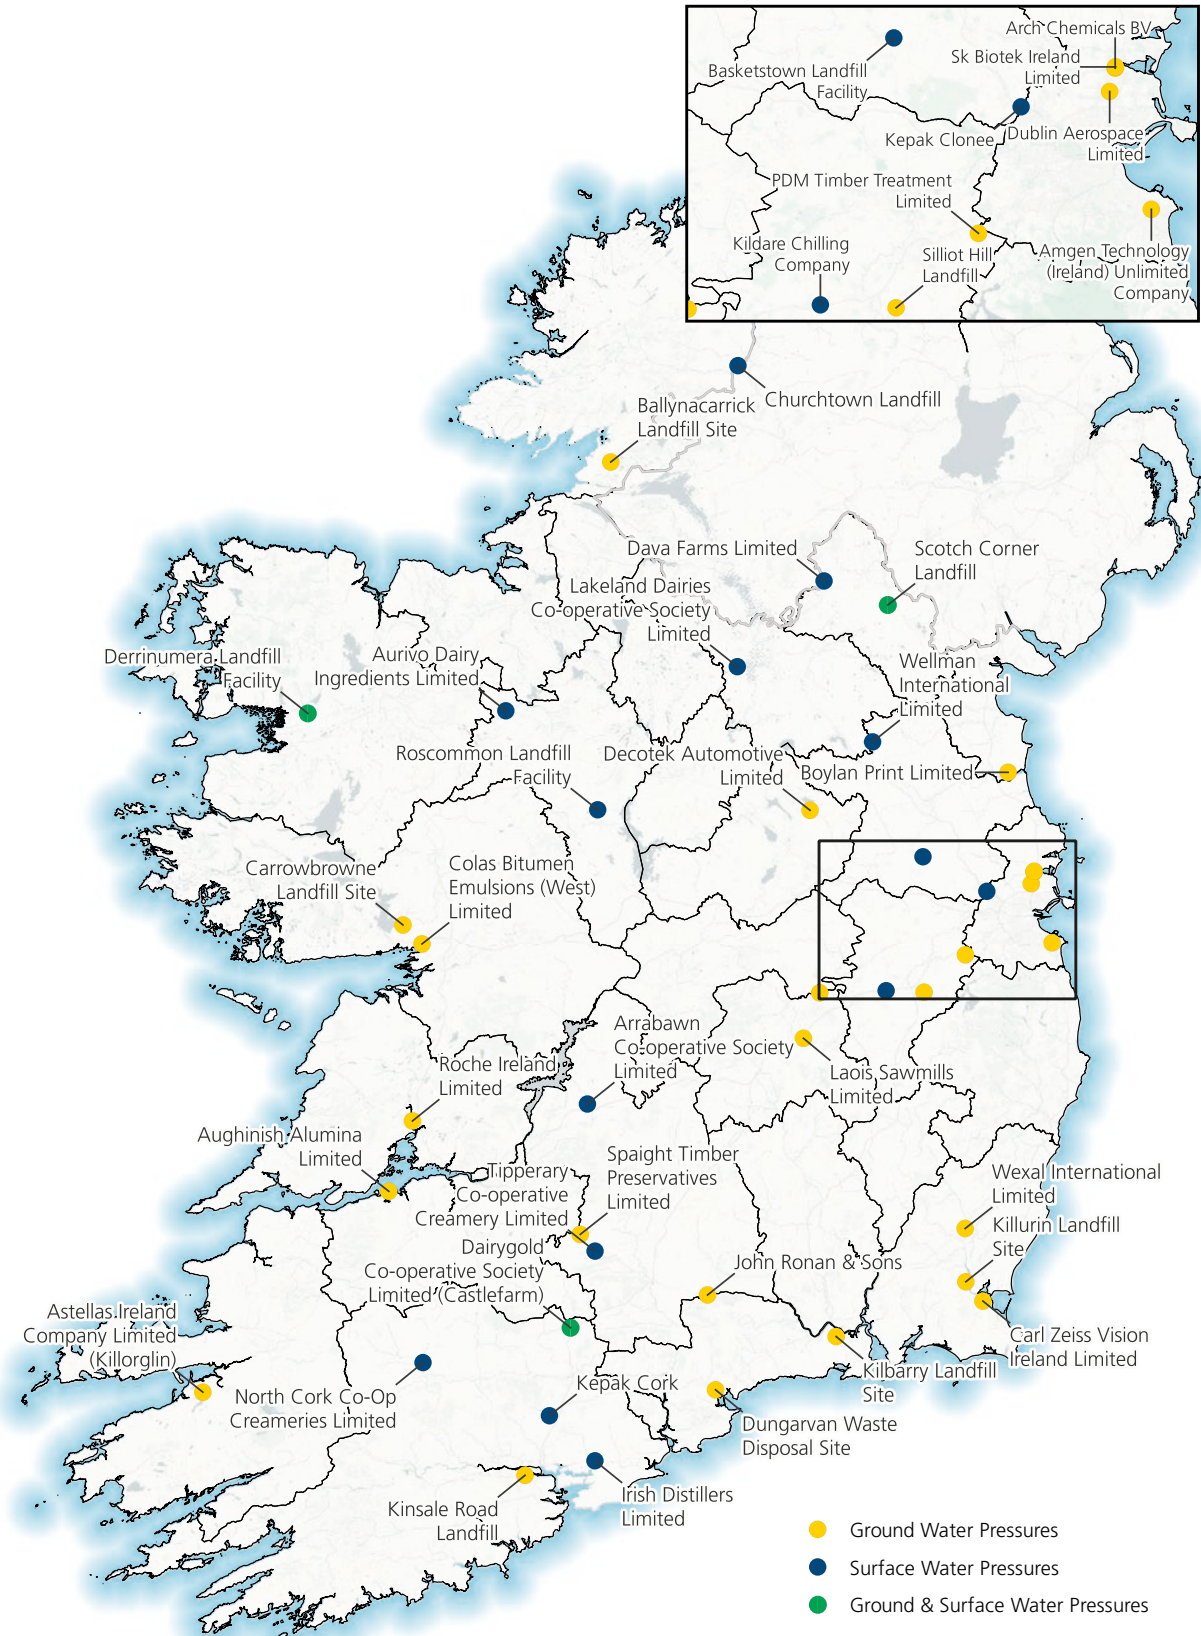 Arch Chemicals BV
Sk Biotek Ireland
Limited
Basketstown Landfill
Facility
Kepak Clonee
Dublin Aerospace
Limited
PDM Timber Treatment
Limited
Kildare Chilling
Company
Silliot Hill
Landfill
Amgen Technology
(Ireland) Unlimited
Company
Churchtown Landfill
Ballynacarrick
Landfill Site
Dava Farms Limited
Scotch Corner
Landfill
Lakeland Dairies
Co-operative Society
Limited
Derrinumera Landfill
Facility
Aurivo Dairy
Ingredients Limited
Wellman
International
Limited
Roscommon Landfill
Facility
Decotek Automotive
Limited
Boylan Print Limited
Carrowbrowne
Landfill Site
Colas Bitumen
Emulsions (West)
Limited
Arrabawn
Co-operative Society
Limited
Roche Ireland
Limited
Laois Sawmills
Limited
Aughinish Alumina
Limited
Tipperary
Co-operative
Creamery Limited
Spaight Timber
Preservatives
Limited
Wexal International
Limited
Killurin Landfill
Site
Dairygold
Co-operative Society
Limited (Castlefarm)
John Ronan & Sons
Astellas Ireland
Company Limited
(Killorglin)
Carl Zeiss Vision
Ireland Limited
Kilbarry Landfill
Site
North Cork Co-Op
Creameries Limited
Kepak Cork
Dungarvan Waste
Disposal Site
Kinsale Road
Landfill
Irish Distillers
Limited
Ground Water Pressures
Surface Water Pressures
Ground & Surface Water Pressures